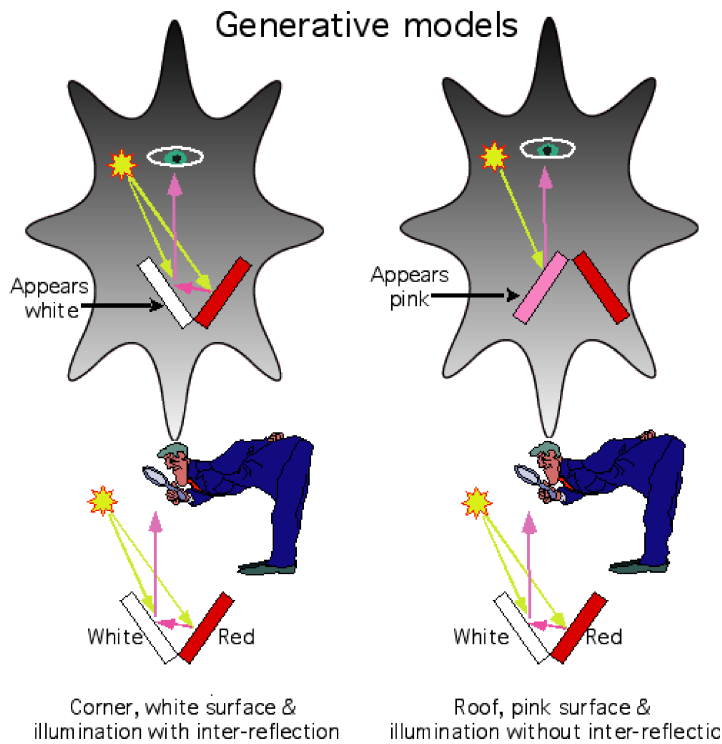 Generative models
Appears
white
Appears
pink
White
Red
White
Red
Corner, white surface &
illumination with inter-reflection
Roof, pink surface &
illumination without inter-reflectio